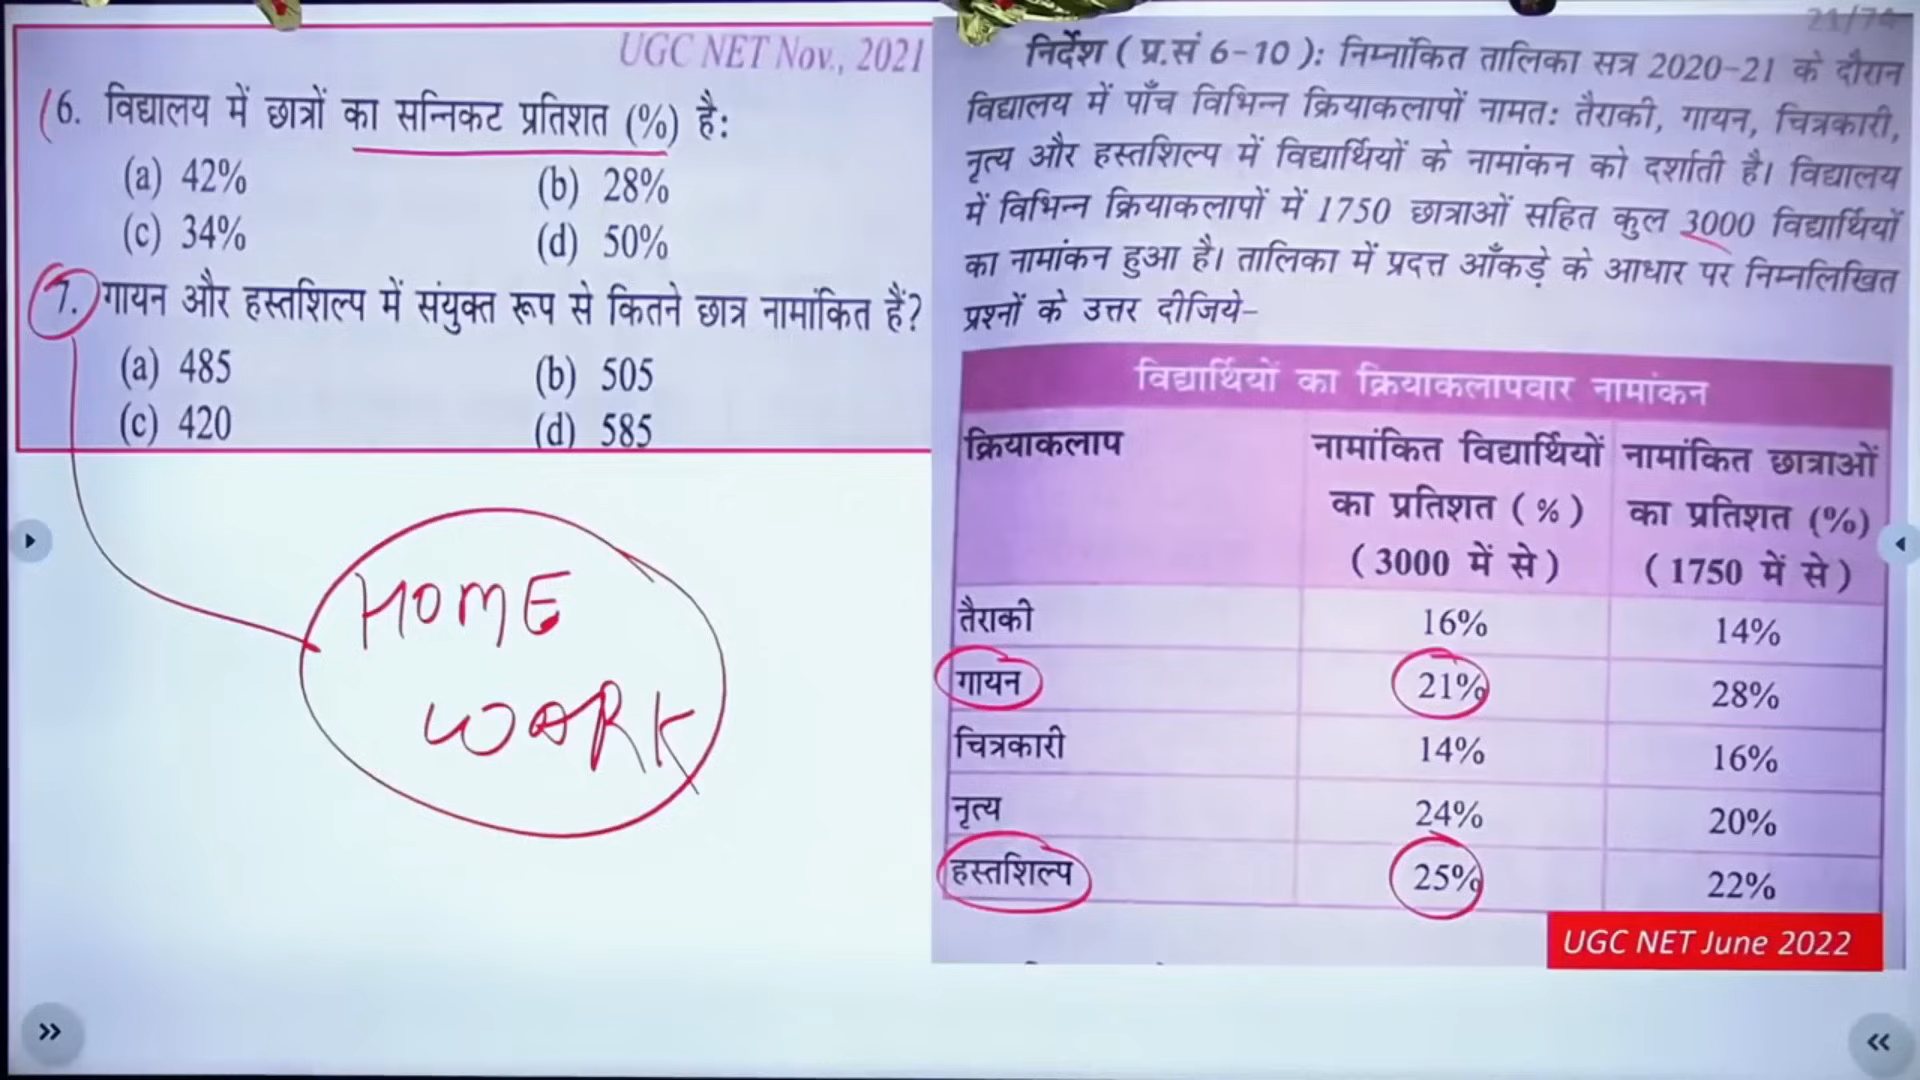 UGC NET Nov., 2021
6. विद्यालय में छात्रों का सन्निकट प्रतिशत (%) है:
(a) 42% (b) 28%
(c) 34% (d) 50%
7. गायन और हस्तशिल्प में संयुक्त रूप से कितने छात्र नामांकित हैं?
(a) 485 (b) 505
(c) 420 (d) 585
HOME
WORK
21/74
निर्देश ( प्र.सं 6-10 ): निम्नांकित तालिका सत्र 2020-21 के दौरान
विद्यालय में पाँच विभिन्न क्रियाकलापों नामत: तैराकी, गायन, चित्रकारी,
नृत्य और हस्तशिल्प में विद्यार्थियों के नामांकन को दर्शाती है। विद्यालय
में विभिन्न क्रियाकलापों में 1750 छात्राओं सहित कुल 3000 विद्यार्थियों
का नामांकन हुआ है। तालिका में प्रदत्त आँकड़े के आधार पर निम्नलिखित
प्रश्नों के उत्तर दीजिये-
विद्यार्थियों का क्रियाकलापवार नामांकन
क्रियाकलाप नामांकित विद्यार्थियों नामांकित छात्राओं
का प्रतिशत ( % ) का प्रतिशत (%)
( 3000 में से ) ( 1750 में से )
तैराकी 16% 14%
गायन 21% 28%
चित्रकारी 14% 16%
नृत्य 24% 20%
हस्तशिल्प 25% 22%
UGC NET June 2022